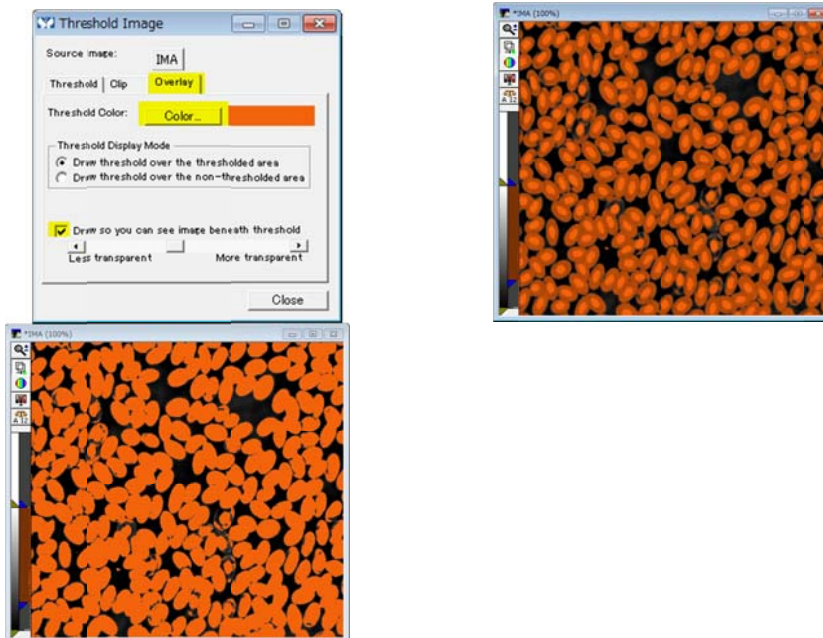 Threshold Image
Source Image: IMA
Threshold Clip Overlay
Threshold Color: Color...
Threshold Display Mode
Draw threshold over the thresholded area
Draw threshold over the non-thresholded area
Draw so you can see image beneath threshold
Less transparent More transparent
Close
*IMA (100%)
A 12
*IMA (100%)
A 12